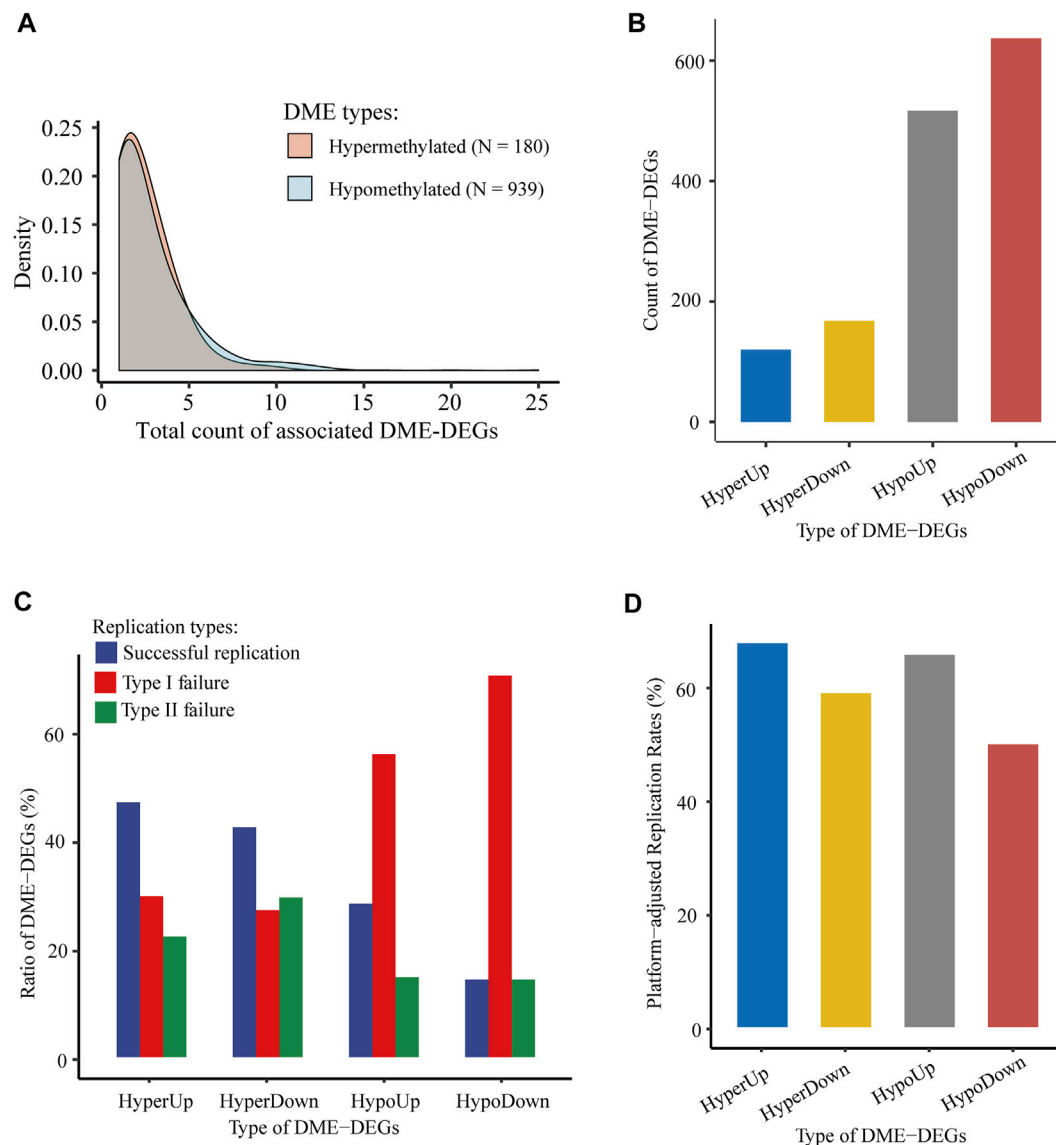 A
DME types:
Hypermethylated (N = 180)
Hypomethylated (N = 939)
Density
0.25
0.20
0.15
0.10
0.05
0.00
0 5 10 15 20 25
Total count of associated DME-DEGs
B
Count of DME−DEGs
600
400
200
0
HyperUp HyperDown HypoUp HypoDown
Type of DME−DEGs
C
Replication types:
Successful replication
Type I failure
Type II failure
Ratio of DME−DEGs (%)
60
40
20
0
HyperUp HyperDown HypoUp HypoDown
Type of DME−DEGs
D
Platform−adjusted Replication Rates (%)
60
40
20
0
HyperUp HyperDown HypoUp HypoDown
Type of DME−DEGs